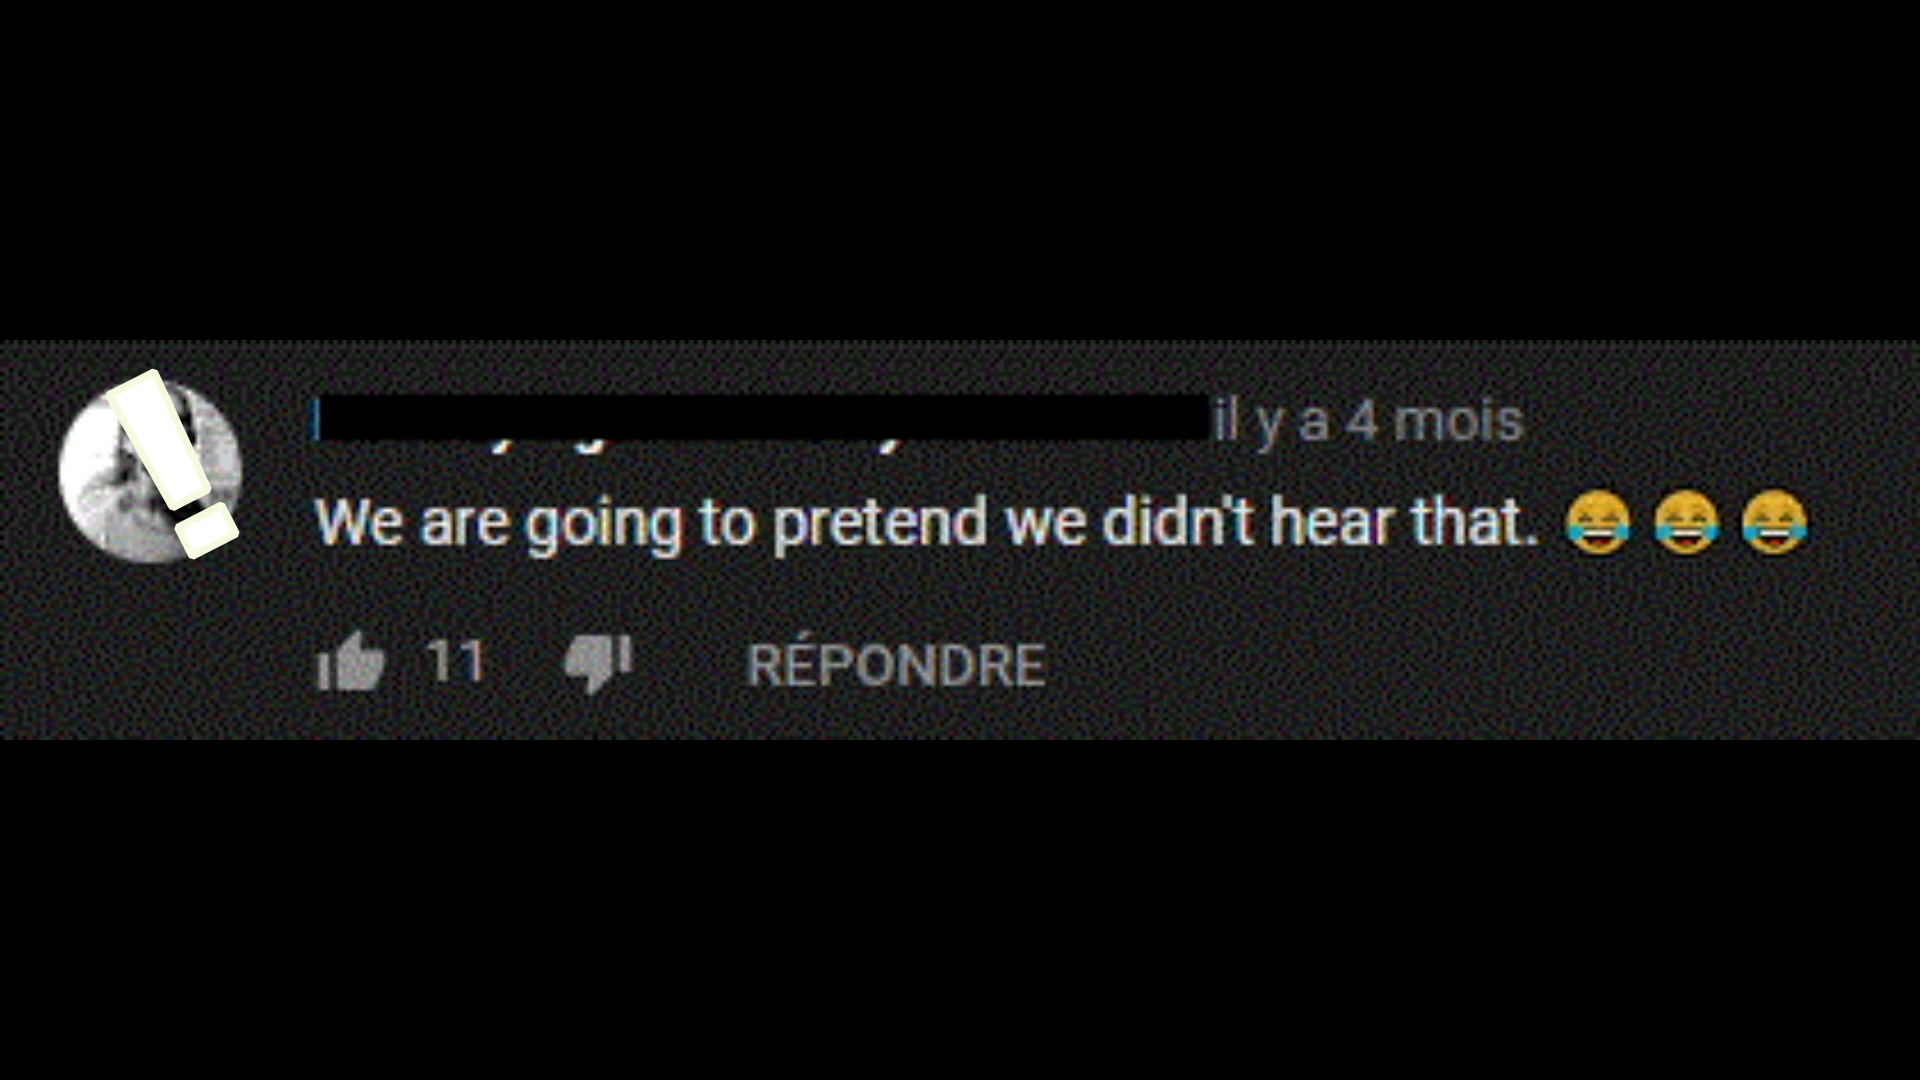 il y a 4 mois
We are going to pretend we didn't hear that. 😂 😂 😂
11 RÉPONDRE